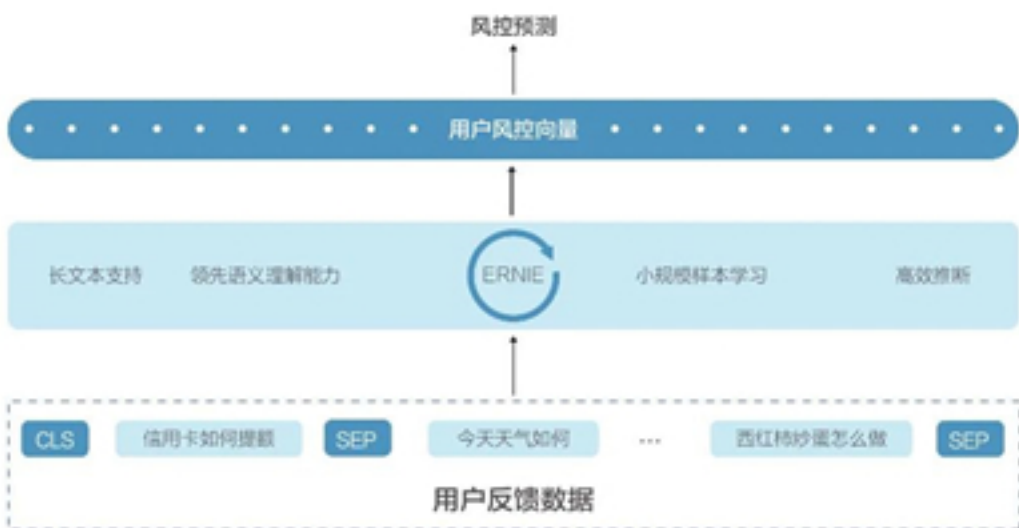 风控预测
用户风控向量
长文本支持 领先语义理解能力 ERNIE 小规模样本学习 高效推断
CLS 信用卡如何提额 SEP 今天天气如何 ... 西红柿炒蛋怎么做 SEP
用户反馈数据